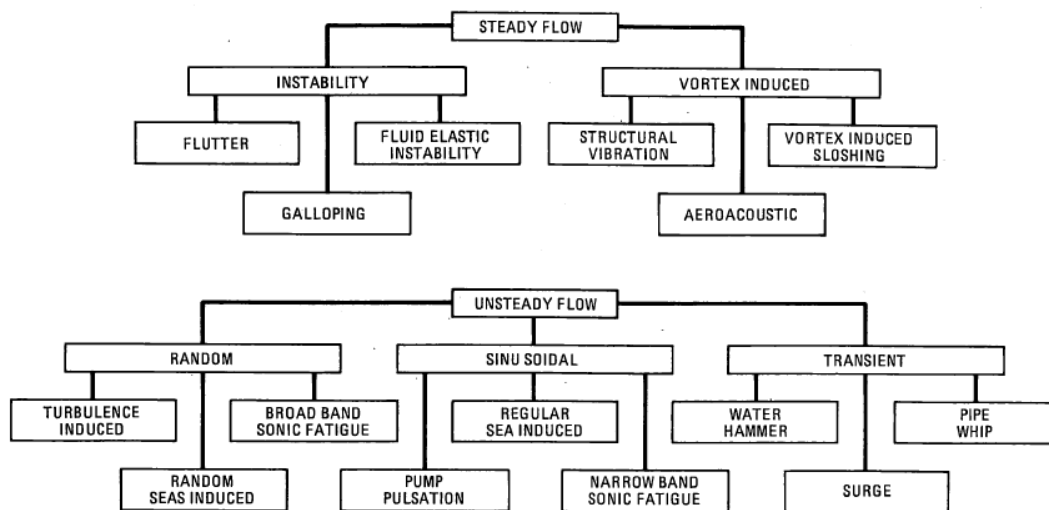 STEADY FLOW
INSTABILITY
VORTEX INDUCED
FLUTTER
FLUID ELASTIC
INSTABILITY
STRUCTURAL
VIBRATION
VORTEX INDUCED
SLOSHING
GALLOPING
AEROACOUSTIC
UNSTEADY FLOW
RANDOM
SINU SOIDAL
TRANSIENT
TURBULENCE
INDUCED
BROAD BAND
SONIC FATIGUE
REGULAR
SEA INDUCED
WATER
HAMMER
PIPE
WHIP
RANDOM
SEAS INDUCED
PUMP
PULSATION
NARROW BAND
SONIC FATIGUE
SURGE